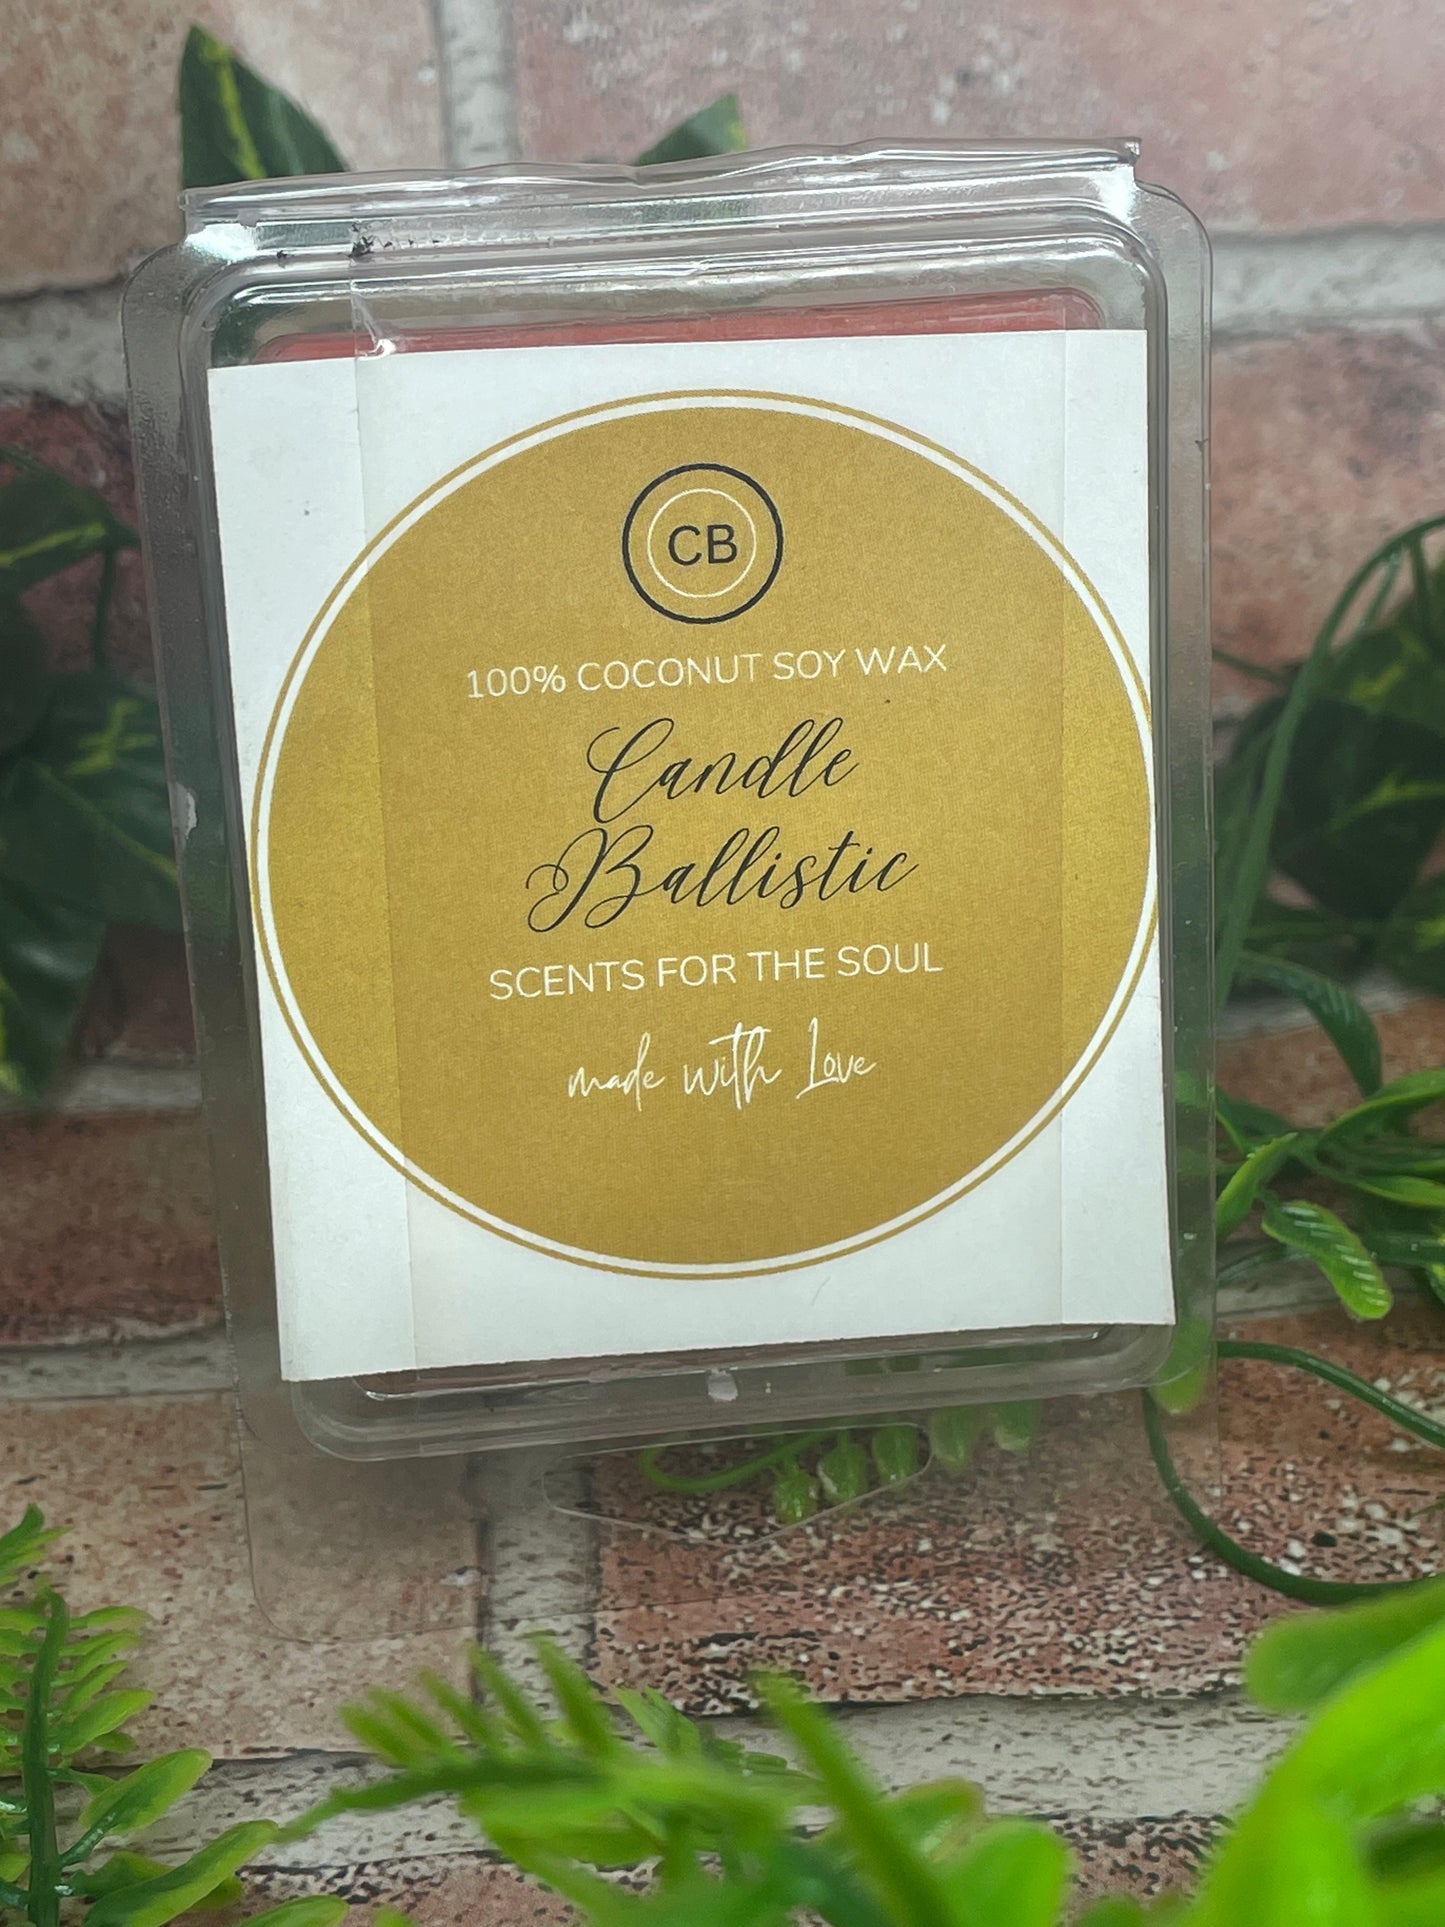 CB
100% COCONUT SOY WAX
Candle
Ballistic
SCENTS FOR THE SOUL
made with Love